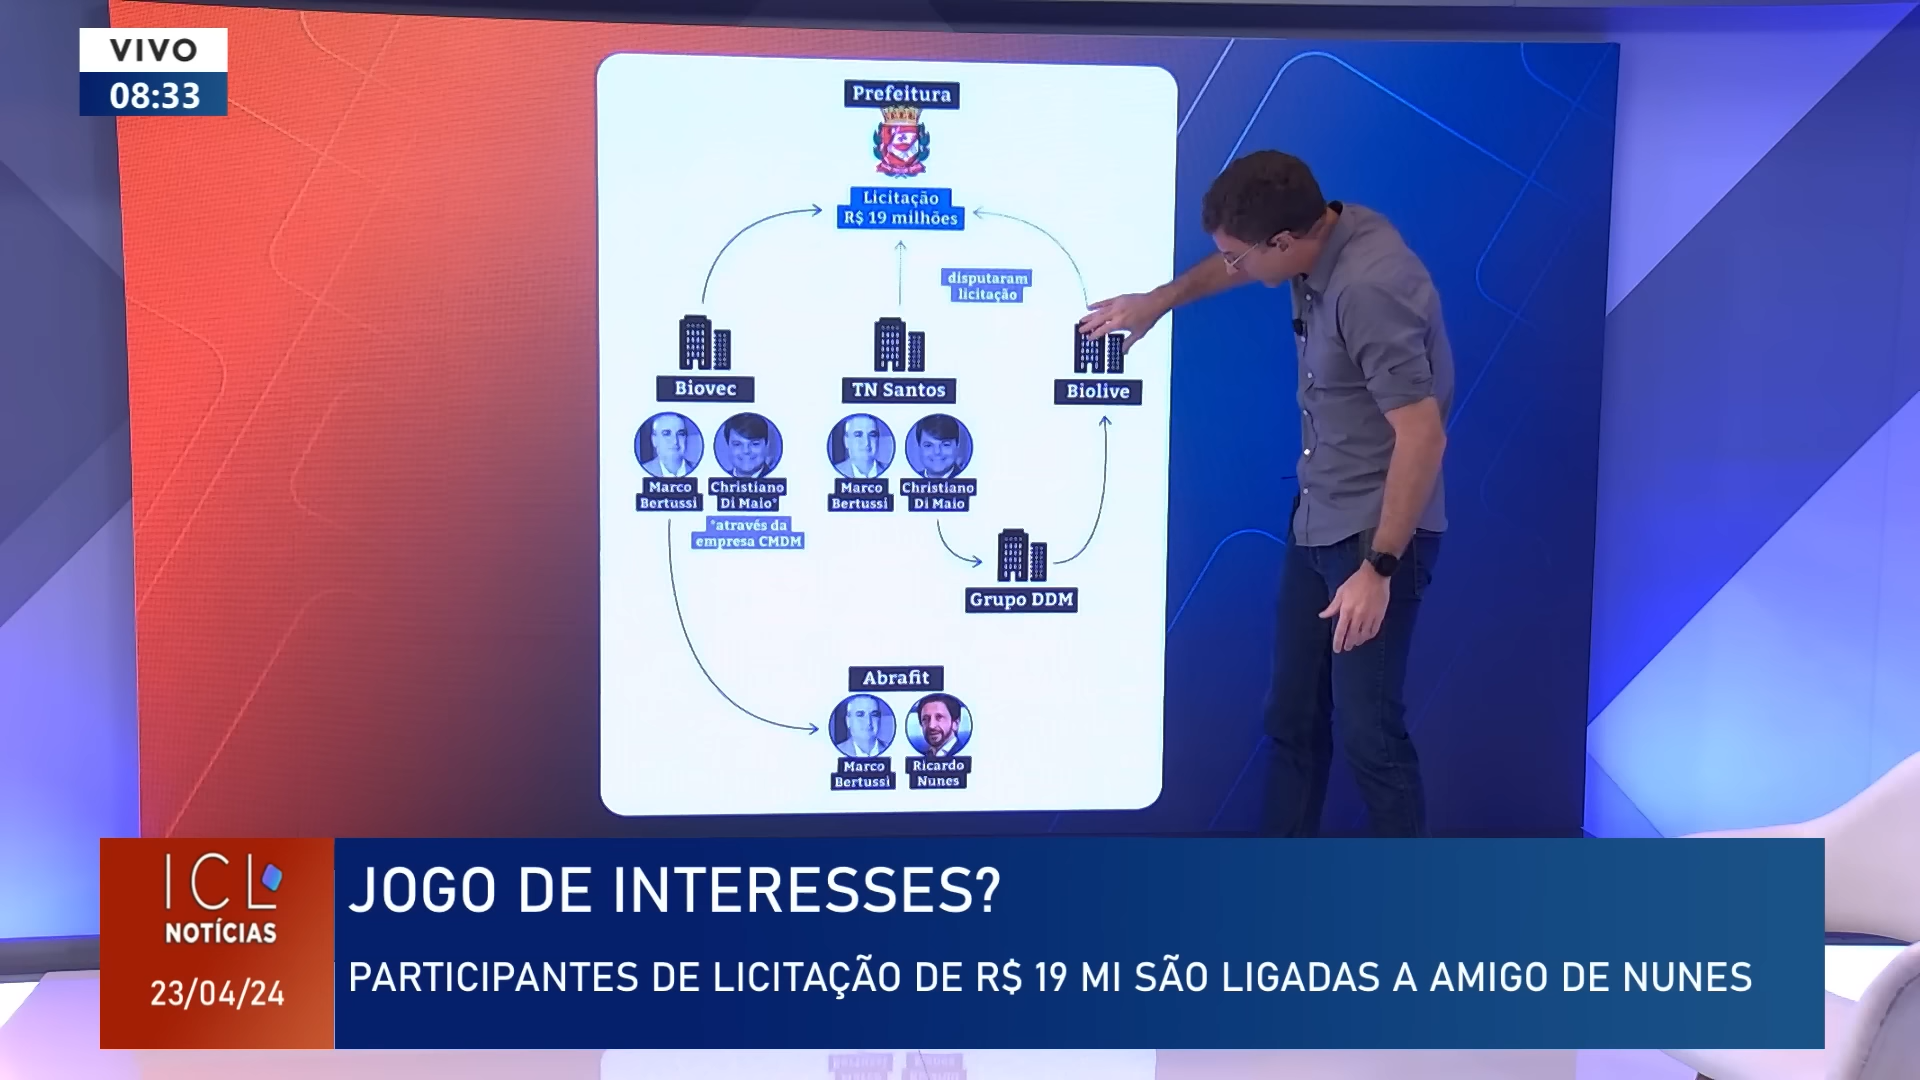 VIVO
08:33
Prefeitura
Licitação
R$ 19 milhões
disputaram
licitação
Biovec
TN Santos
Biolive
Marco
Bertussi
Christiano
Di Maio*
*através da
empresa CMDM
Marco
Bertussi
Christiano
Di Maio
Grupo DDM
Abrafit
Marco
Bertussi
Ricardo
Nunes
ICL
NOTÍCIAS
23/04/24
JOGO DE INTERESSES?
PARTICIPANTES DE LICITAÇÃO DE R$ 19 MI SÃO LIGADAS A AMIGO DE NUNES